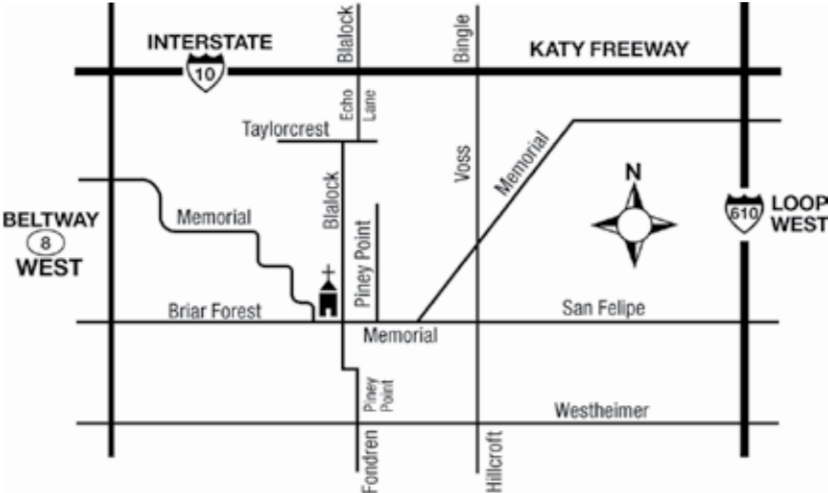 INTERSTATE
10
Blalock
Bingle
KATY FREEWAY
Echo
Lane
Taylorcrest
Voss
Memorial
N
BELTWAY
8
WEST
Memorial
Blalock
Piney Point
610
LOOP
WEST
Briar Forest
San Felipe
Memorial
Piney
Point
Westheimer
Fondren
Hillcroft